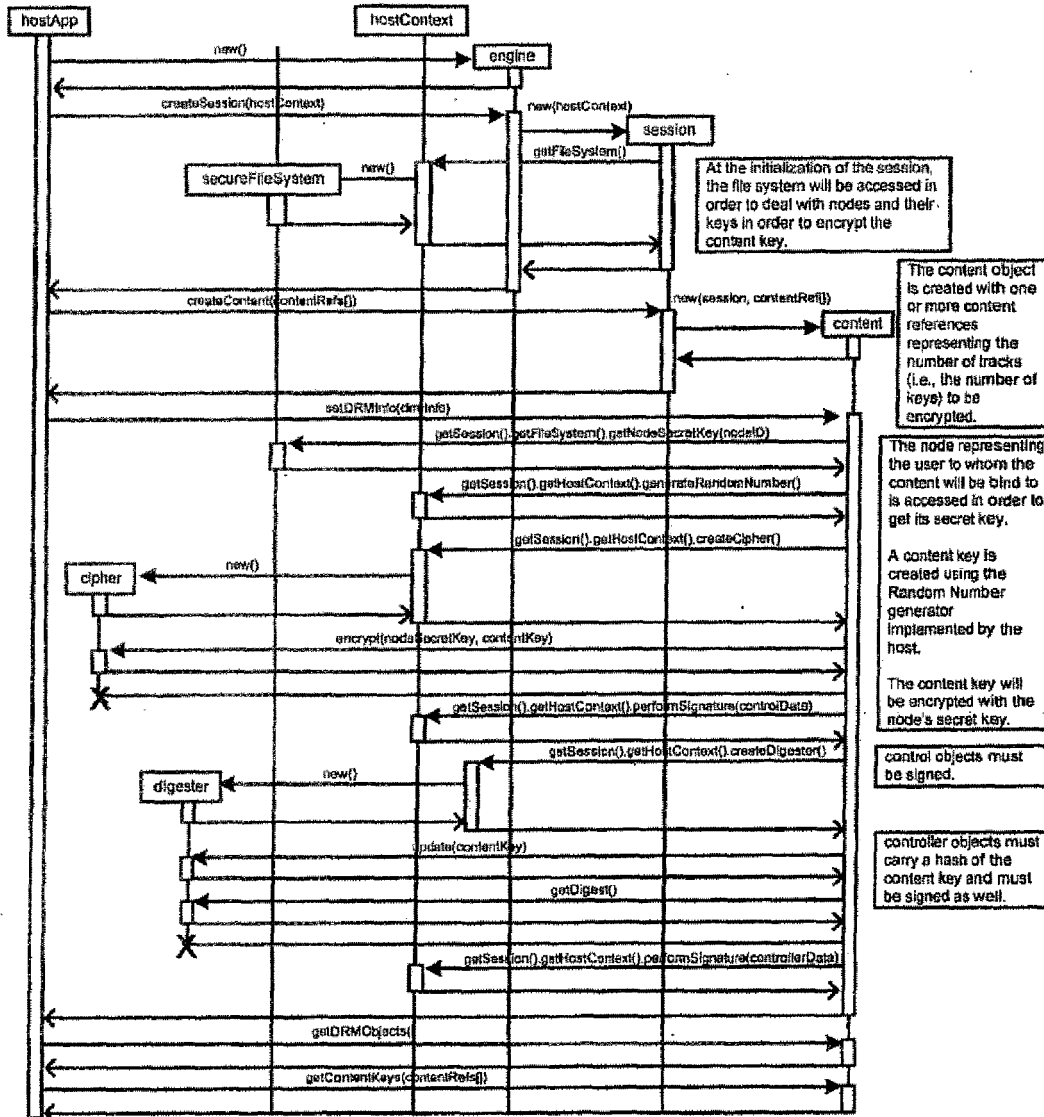 hostApp
hostContext
new()
engine
createSession(hostContext)
new(hostContext)
session
getFileSystem()
new()
secureFileSystem
At the initialization of the session,
the file system will be accessed in
order to deal with nodes and their
keys in order to encrypt the
content key.
createContent(contentRefs[])
new(session, contentRef[])
content
The content object
is created with one
or more content
references
representing the
number of tracks
(i.e., the number of
keys) to be
encrypted.
setDRMInfo(drmInfo)
getSession().getFileSystem().getNodeSecretKey(nodeID)
The node representing
the user to whom the
content will be bind to
is accessed in order to
get its secret key.
getSession().getHostContext().generateRandomNumber()
getSession().getHostContext().createCipher()
new()
cipher
A content key is
created using the
Random Number
generator
implemented by the
host.
encrypt(nodeSecretKey, contentKey)
The content key will
be encrypted with the
node's secret key.
getSession().getHostContext().performSignature(controlData)
getSession().getHostContext().createDigester()
control objects must
be signed.
new()
digester
update(contentKey)
controller objects must
carry a hash of the
content key and must
be signed as well.
getDigest()
getSession().getHostContext().performSignature(controllerData)
getDRMObjects(
getContentKeys(contentRefs[])